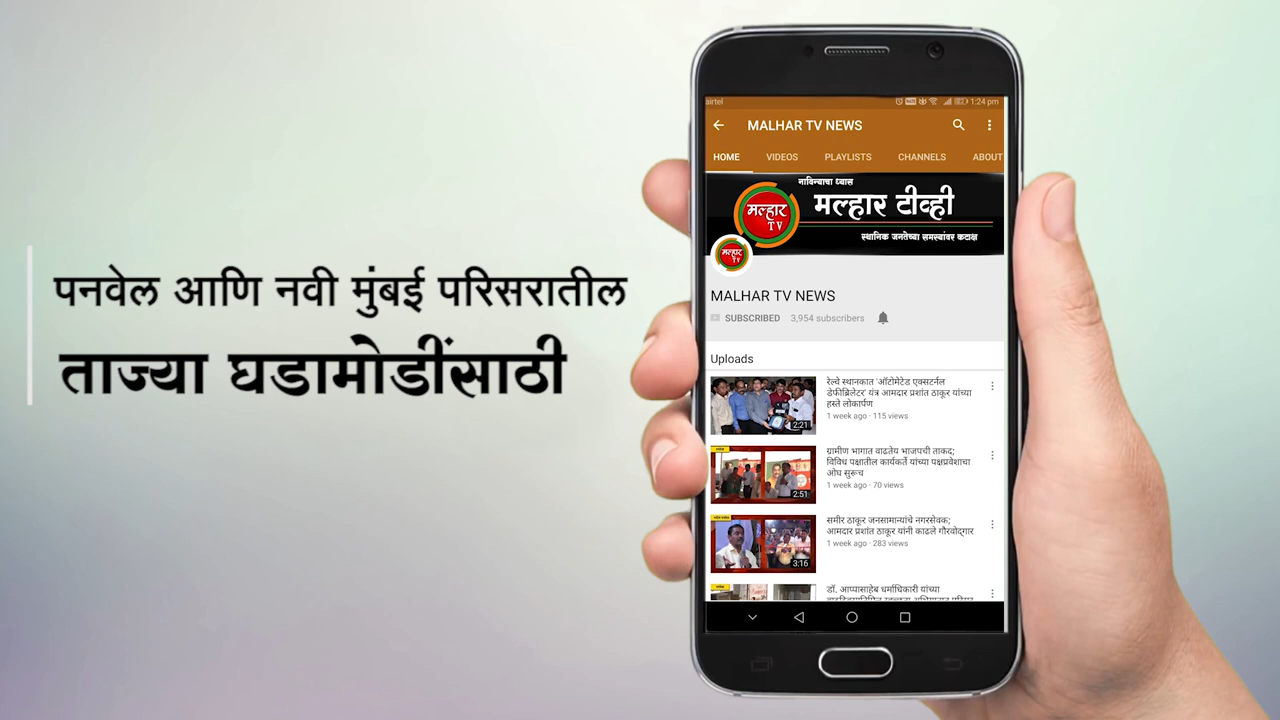 पनवेल आणि नवी मुंबई परिसरातील
ताज्या घडामोडींसाठी
airtel
1:24 pm
MALHAR TV NEWS
HOME VIDEOS PLAYLISTS CHANNELS ABOUT
नाविन्याचा ध्यास
मल्हार टीव्ही
मल्हार
TV
स्थानिक जनतेच्या समस्यांवर कटाक्ष
मल्हार
TV
MALHAR TV NEWS
SUBSCRIBED 3,954 subscribers
Uploads
रेल्वे स्थानकात 'ऑटोमेटेड एक्सटर्नल
डेफीब्रिलेटर' यंत्र आमदार प्रशांत ठाकूर यांच्या
हस्ते लोकार्पण
1 week ago · 115 views
2:21
ग्रामीण भागात वाढतेय भाजपची ताकद;
विविध पक्षातील कार्यकर्ते यांच्या पक्षप्रवेशाचा
ओघ सुरूच
1 week ago · 70 views
2:51
समीर ठाकूर जनसामान्यांचे नगरसेवक;
आमदार प्रशांत ठाकूर यांनी काढले गौरवोद्गार
1 week ago · 283 views
3:16
डॉ. आप्पासाहेब धर्माधिकारी यांच्या